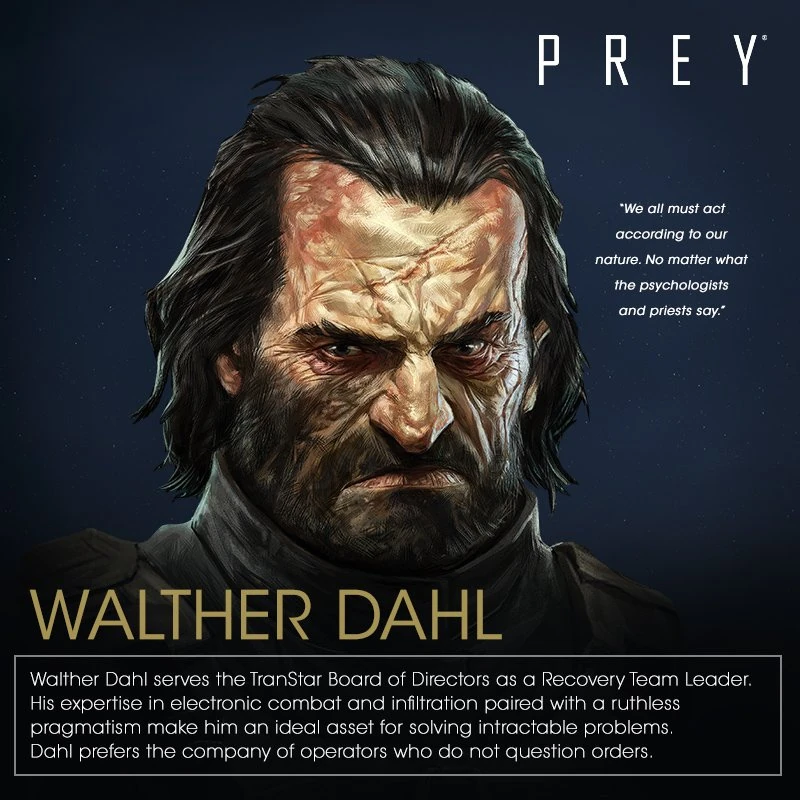 PREY®
"We all must act
according to our
nature. No matter what
the psychologists
and priests say."
WALTHER DAHL
Walther Dahl serves the TranStar Board of Directors as a Recovery Team Leader.
His expertise in electronic combat and infiltration paired with a ruthless
pragmatism make him an ideal asset for solving intractable problems.
Dahl prefers the company of operators who do not question orders.